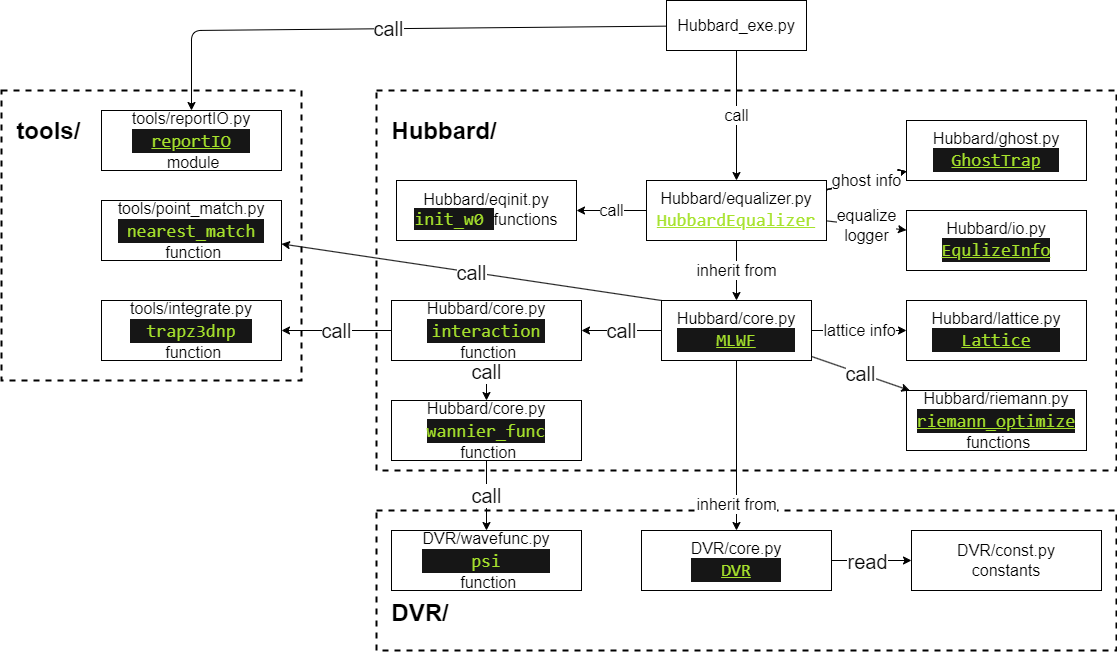 Hubbard_exe.py
call
call
tools/
tools/reportIO.py
reportIO
module
tools/point_match.py
nearest_match
function
tools/integrate.py
trapz3dnp
function
Hubbard/
Hubbard/eqinit.py
init_w0 functions
call
Hubbard/equalizer.py
HubbardEqualizer
ghost info
Hubbard/ghost.py
GhostTrap
equalize
logger
Hubbard/io.py
EqulizeInfo
inherit from
call
call
Hubbard/core.py
interaction
function
call
Hubbard/core.py
MLWF
lattice info
Hubbard/lattice.py
Lattice
call
Hubbard/riemann.py
riemann_optimize
functions
call
Hubbard/core.py
wannier_func
function
call
inherit from
DVR/wavefunc.py
psi
function
DVR/core.py
DVR
read
DVR/const.py
constants
DVR/